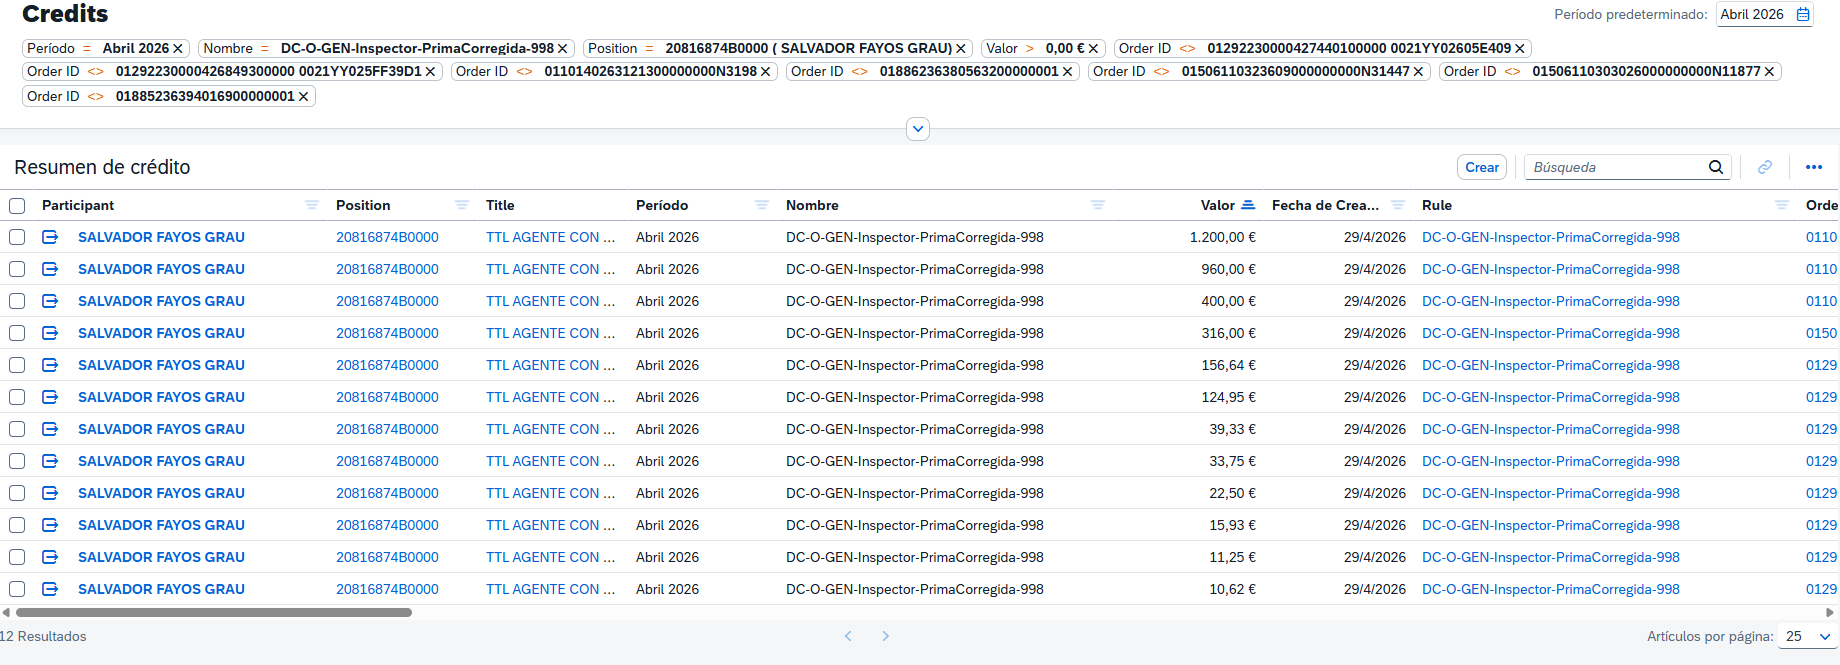 Credits
Período predeterminado: Abril 2026
Período = Abril 2026 Nombre = DC-O-GEN-Inspector-PrimaCorregida-998 Position = 20816874B0000 ( SALVADOR FAYOS GRAU) Valor > 0,00 € Order ID <> 01292230000427440100000 0021YY02605E409
Order ID <> 01292230000426849300000 0021YY025FF39D1 Order ID <> 0110140263121300000000N3198 Order ID <> 01886236380563200000001 Order ID <> 01506110323609000000000N31447 Order ID <> 01506110303026000000000N11877
Order ID <> 01885236394016900000001
Resumen de crédito Crear Búsqueda
Participant Position Title Período Nombre Valor Fecha de Crea... Rule Orde
SALVADOR FAYOS GRAU 20816874B0000 TTL AGENTE CON ... Abril 2026 DC-O-GEN-Inspector-PrimaCorregida-998 1.200,00 € 29/4/2026 DC-O-GEN-Inspector-PrimaCorregida-998 0110
SALVADOR FAYOS GRAU 20816874B0000 TTL AGENTE CON ... Abril 2026 DC-O-GEN-Inspector-PrimaCorregida-998 960,00 € 29/4/2026 DC-O-GEN-Inspector-PrimaCorregida-998 0110
SALVADOR FAYOS GRAU 20816874B0000 TTL AGENTE CON ... Abril 2026 DC-O-GEN-Inspector-PrimaCorregida-998 400,00 € 29/4/2026 DC-O-GEN-Inspector-PrimaCorregida-998 0110
SALVADOR FAYOS GRAU 20816874B0000 TTL AGENTE CON ... Abril 2026 DC-O-GEN-Inspector-PrimaCorregida-998 316,00 € 29/4/2026 DC-O-GEN-Inspector-PrimaCorregida-998 0150
SALVADOR FAYOS GRAU 20816874B0000 TTL AGENTE CON ... Abril 2026 DC-O-GEN-Inspector-PrimaCorregida-998 156,64 € 29/4/2026 DC-O-GEN-Inspector-PrimaCorregida-998 0129
SALVADOR FAYOS GRAU 20816874B0000 TTL AGENTE CON ... Abril 2026 DC-O-GEN-Inspector-PrimaCorregida-998 124,95 € 29/4/2026 DC-O-GEN-Inspector-PrimaCorregida-998 0129
SALVADOR FAYOS GRAU 20816874B0000 TTL AGENTE CON ... Abril 2026 DC-O-GEN-Inspector-PrimaCorregida-998 39,33 € 29/4/2026 DC-O-GEN-Inspector-PrimaCorregida-998 0129
SALVADOR FAYOS GRAU 20816874B0000 TTL AGENTE CON ... Abril 2026 DC-O-GEN-Inspector-PrimaCorregida-998 33,75 € 29/4/2026 DC-O-GEN-Inspector-PrimaCorregida-998 0129
SALVADOR FAYOS GRAU 20816874B0000 TTL AGENTE CON ... Abril 2026 DC-O-GEN-Inspector-PrimaCorregida-998 22,50 € 29/4/2026 DC-O-GEN-Inspector-PrimaCorregida-998 0129
SALVADOR FAYOS GRAU 20816874B0000 TTL AGENTE CON ... Abril 2026 DC-O-GEN-Inspector-PrimaCorregida-998 15,93 € 29/4/2026 DC-O-GEN-Inspector-PrimaCorregida-998 0129
SALVADOR FAYOS GRAU 20816874B0000 TTL AGENTE CON ... Abril 2026 DC-O-GEN-Inspector-PrimaCorregida-998 11,25 € 29/4/2026 DC-O-GEN-Inspector-PrimaCorregida-998 0129
SALVADOR FAYOS GRAU 20816874B0000 TTL AGENTE CON ... Abril 2026 DC-O-GEN-Inspector-PrimaCorregida-998 10,62 € 29/4/2026 DC-O-GEN-Inspector-PrimaCorregida-998 0129
12 Resultados Artículos por página: 25